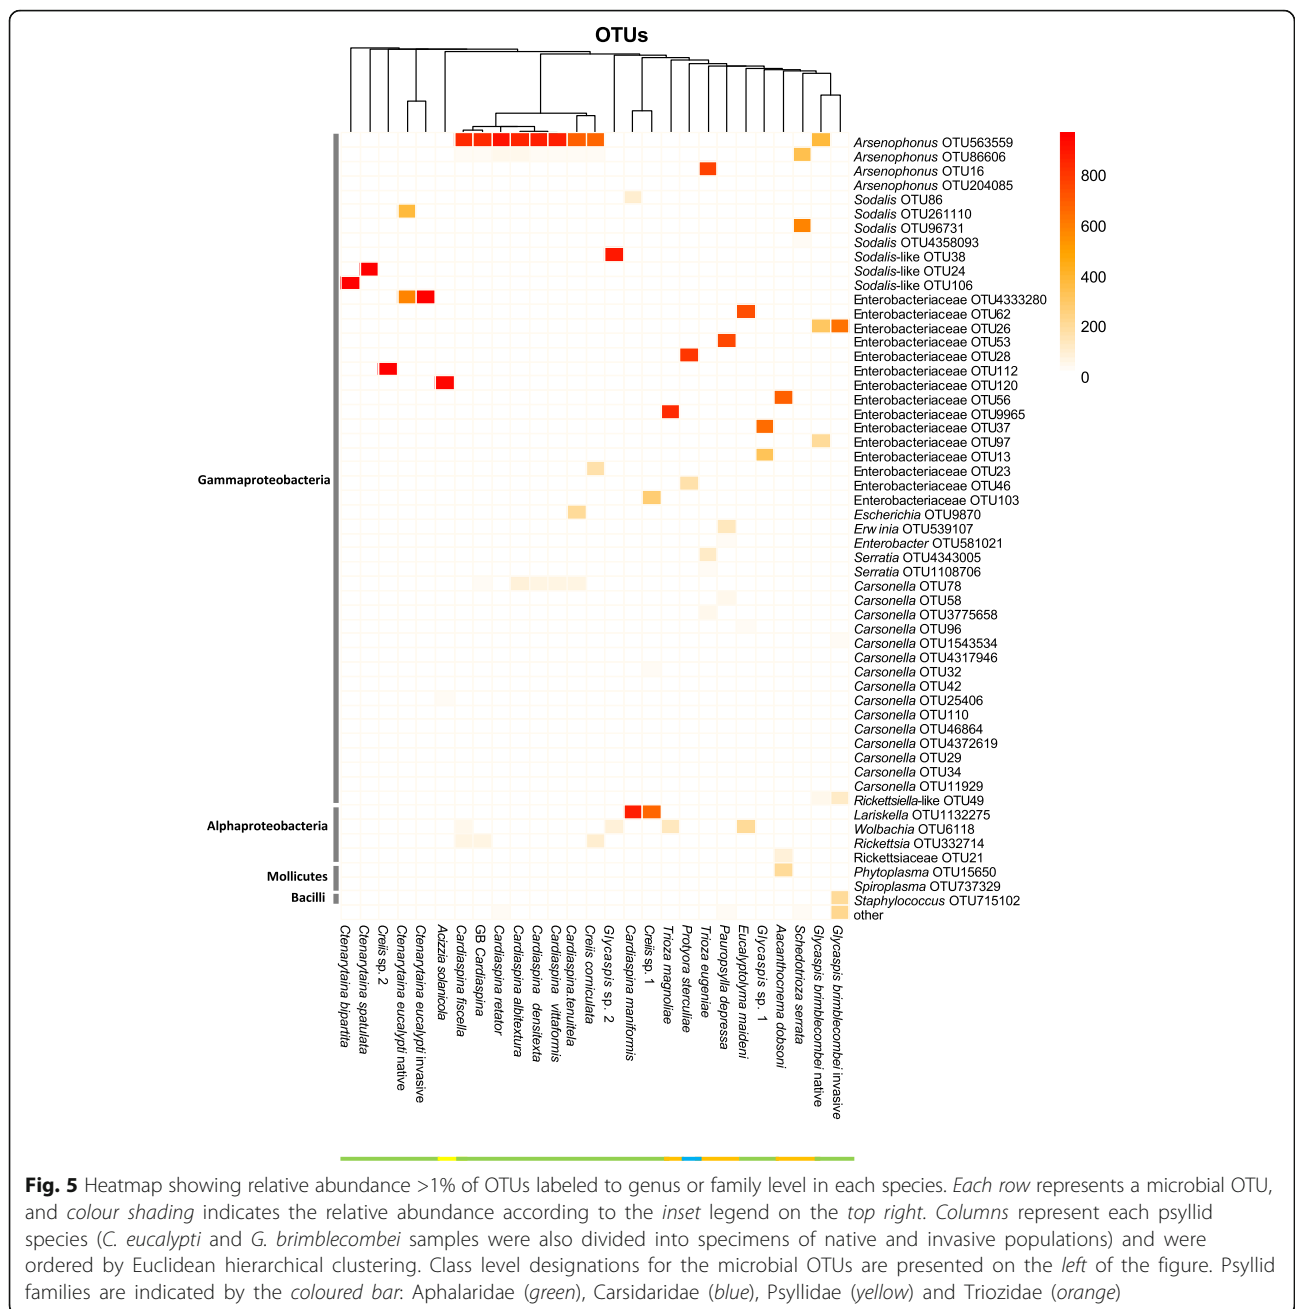 OTUs
Arsenophonus OTU563559
Arsenophonus OTU86606
Arsenophonus OTU16
Arsenophonus OTU204085
Sodalis OTU86
Sodalis OTU261110
Sodalis OTU96731
Sodalis OTU4358093
Sodalis-like OTU38
Sodalis-like OTU24
Sodalis-like OTU106
Enterobacteriaceae OTU4333280
Enterobacteriaceae OTU62
Enterobacteriaceae OTU26
Enterobacteriaceae OTU53
Enterobacteriaceae OTU28
Enterobacteriaceae OTU112
Enterobacteriaceae OTU120
Enterobacteriaceae OTU56
Enterobacteriaceae OTU9965
Enterobacteriaceae OTU37
Enterobacteriaceae OTU97
Enterobacteriaceae OTU13
Enterobacteriaceae OTU23
Enterobacteriaceae OTU46
Enterobacteriaceae OTU103
Escherichia OTU9870
Erwinia OTU539107
Enterobacter OTU581021
Serratia OTU4343005
Serratia OTU1108706
Carsonella OTU78
Carsonella OTU58
Carsonella OTU3775658
Carsonella OTU96
Carsonella OTU1543534
Carsonella OTU4317946
Carsonella OTU32
Carsonella OTU42
Carsonella OTU25406
Carsonella OTU110
Carsonella OTU46864
Carsonella OTU4372619
Carsonella OTU29
Carsonella OTU34
Carsonella OTU11929
Rickettsiella-like OTU49
Lariskella OTU1132275
Wolbachia OTU6118
Rickettsia OTU332714
Rickettsiaceae OTU21
Phytoplasma OTU15650
Spiroplasma OTU737329
Staphylococcus OTU715102
other
800
600
400
200
0
Gammaproteobacteria
Alphaproteobacteria
Mollicutes
Bacilli
Ctenarytaina bipartita
Ctenarytaina spatulata
Creiis sp. 2
Ctenarytaina eucalypti native
Ctenarytaina eucalypti invasive
Acizzia solanicola
Cardiaspina fiscella
GB Cardiaspina
Cardiaspina retator
Cardiaspina albitextura
Cardiaspina densitexta
Cardiaspina vittaformis
Cardiaspina.tenuitela
Creiis corniculata
Glycaspis sp. 2
Cardiaspina maniformis
Creiis sp. 1
Trioza magnoliae
Protyora sterculiae
Trioza eugeniae
Pauropsylla depressa
Eucalyptolyma maideni
Glycaspis sp. 1
Aacanthocnema dobsoni
Schedotrioza serrata
Glycaspis brimblecombei native
Glycaspis brimblecombei invasive
Fig. 5 Heatmap showing relative abundance >1% of OTUs labeled to genus or family level in each species. Each row represents a microbial OTU,
and colour shading indicates the relative abundance according to the inset legend on the top right. Columns represent each psyllid
species (C. eucalypti and G. brimblecombei samples were also divided into specimens of native and invasive populations) and were
ordered by Euclidean hierarchical clustering. Class level designations for the microbial OTUs are presented on the left of the figure. Psyllid
families are indicated by the coloured bar: Aphalaridae (green), Carsidaridae (blue), Psyllidae (yellow) and Triozidae (orange)